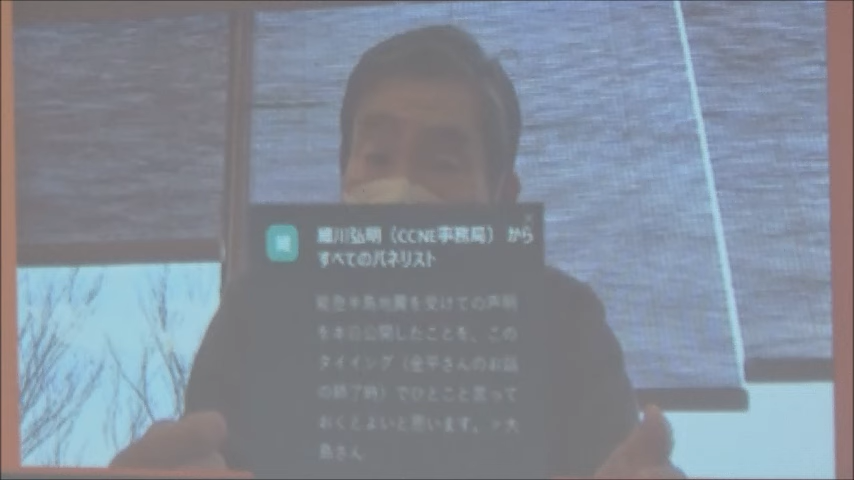 細川弘明（CCNE事務局） から
すべてのパネリスト
能登半島地震を受けての声明
を本日公開したことを、この
タイイング（金平さんのお話
の終了時）でひとこと言って
おくとよいと思います。＞大
島さん